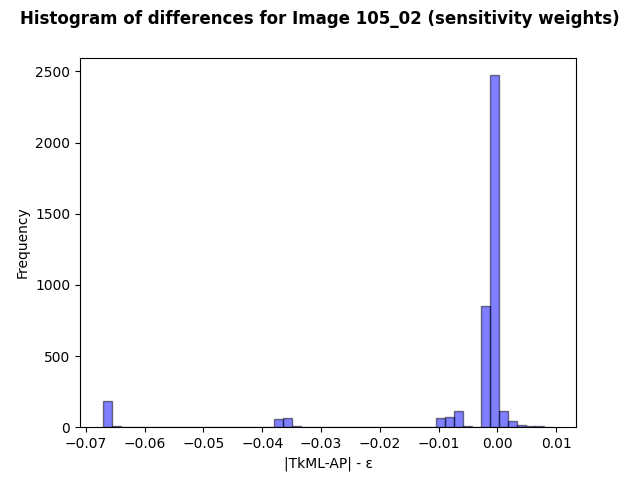 Histogram of differences for Image 105_02 (sensitivity weights)
2500
2000
1500
1000
500
0
Frequency
−0.07 −0.06 −0.05 −0.04 −0.03 −0.02 −0.01 0.00 0.01
|TkML-AP| - ε